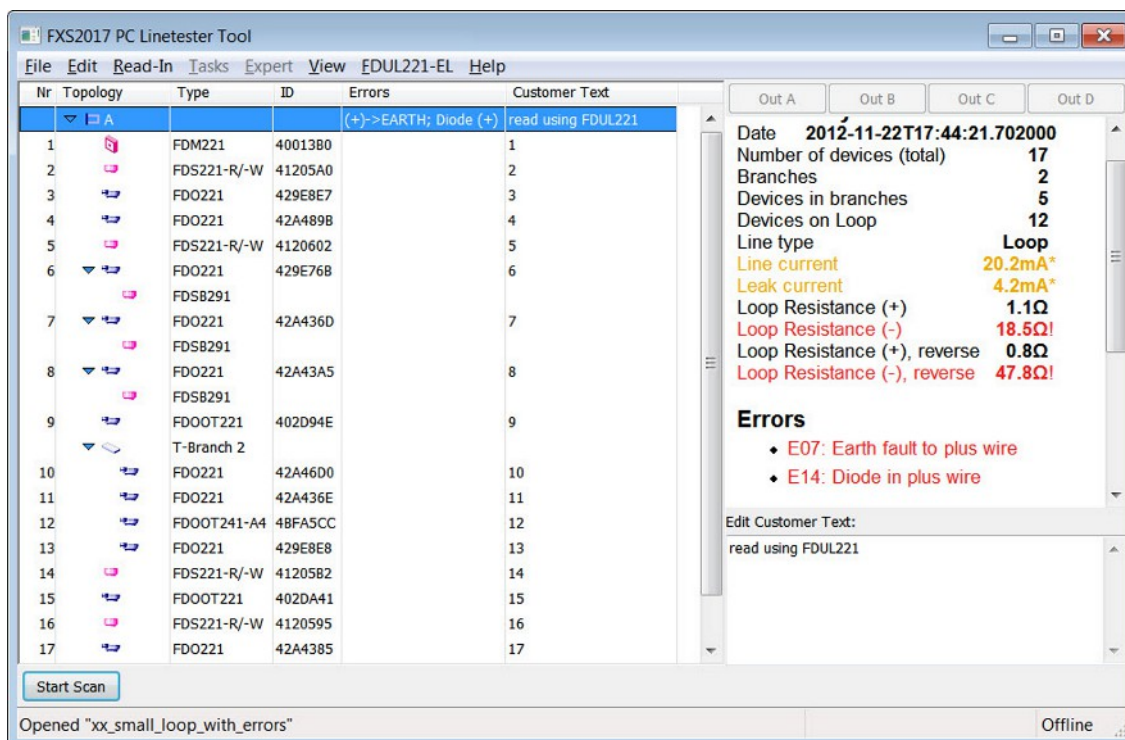 FXS2017 PC Linetester Tool
File Edit Read-In Tasks Expert View FDUL221-EL Help
Nr Topology Type ID Errors Customer Text
A (+)->EARTH; Diode (+) read using FDUL221
1 FDM221 40013B0 1
2 FDS221-R/-W 41205A0 2
3 FDO221 429E8E7 3
4 FDO221 42A489B 4
5 FDS221-R/-W 4120602 5
6 FDO221 429E76B 6
FDSB291
7 FDO221 42A436D 7
FDSB291
8 FDO221 42A43A5 8
FDSB291
9 FDOOT221 402D94E 9
T-Branch 2
10 FDO221 42A46D0 10
11 FDO221 42A436E 11
12 FDOOT241-A4 4BFA5CC 12
13 FDO221 429E8E8 13
14 FDS221-R/-W 41205B2 14
15 FDOOT221 402DA41 15
16 FDS221-R/-W 4120595 16
17 FDO221 42A4385 17
Out A Out B Out C Out D
Date 2012-11-22T17:44:21.702000
Number of devices (total) 17
Branches 2
Devices in branches 5
Devices on Loop 12
Line type Loop
Line current 20.2mA*
Leak current 4.2mA*
Loop Resistance (+) 1.1Ω
Loop Resistance (-) 18.5Ω!
Loop Resistance (+), reverse 0.8Ω
Loop Resistance (-), reverse 47.8Ω!
Errors
E07: Earth fault to plus wire
E14: Diode in plus wire
Edit Customer Text:
read using FDUL221
Start Scan
Opened "xx_small_loop_with_errors" Offline